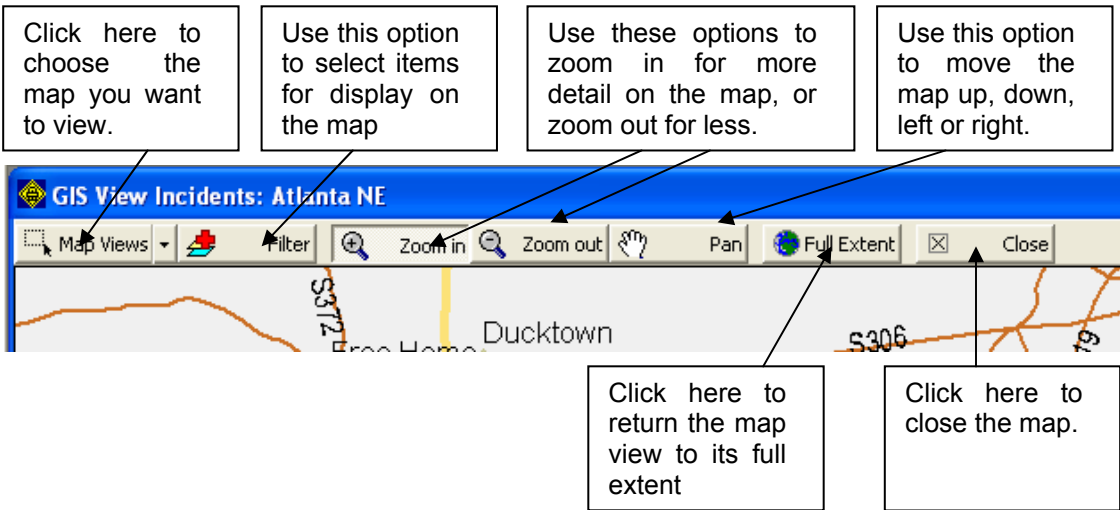 Click here to
choose the
map you want
to view.
Use this option
to select items
for display on
the map
Use these options to
zoom in for more
detail on the map, or
zoom out for less.
Use this option
to move the
map up, down,
left or right.
GIS View Incidents: Atlanta NE
Map Views Filter Zoom in Zoom out Pan Full Extent Close
S372
Free Home
Ducktown
S306
Click here to
return the map
view to its full
extent
Click here to
close the map.